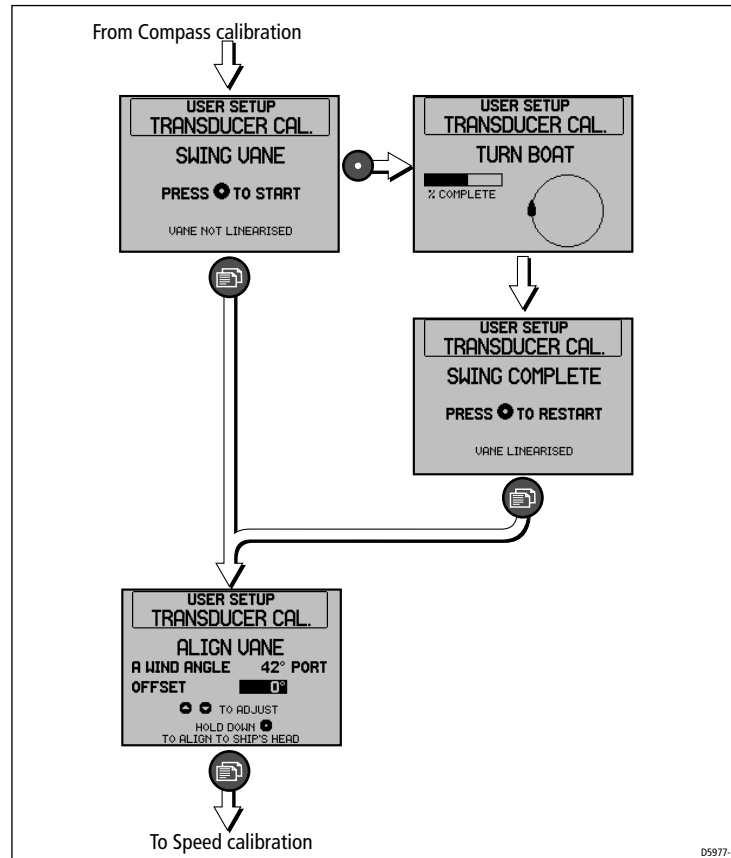 From Compass calibration
USER SETUP
TRANSDUCER CAL.
SWING VANE
PRESS TO START
VANE NOT LINEARISED
USER SETUP
TRANSDUCER CAL.
TURN BOAT
% COMPLETE
USER SETUP
TRANSDUCER CAL.
SWING COMPLETE
PRESS TO RESTART
VANE LINEARISED
USER SETUP
TRANSDUCER CAL.
ALIGN VANE
A WIND ANGLE 42° PORT
OFFSET 0°
TO ADJUST
HOLD DOWN
TO ALIGN TO SHIP'S HEAD
To Speed calibration
D5977-